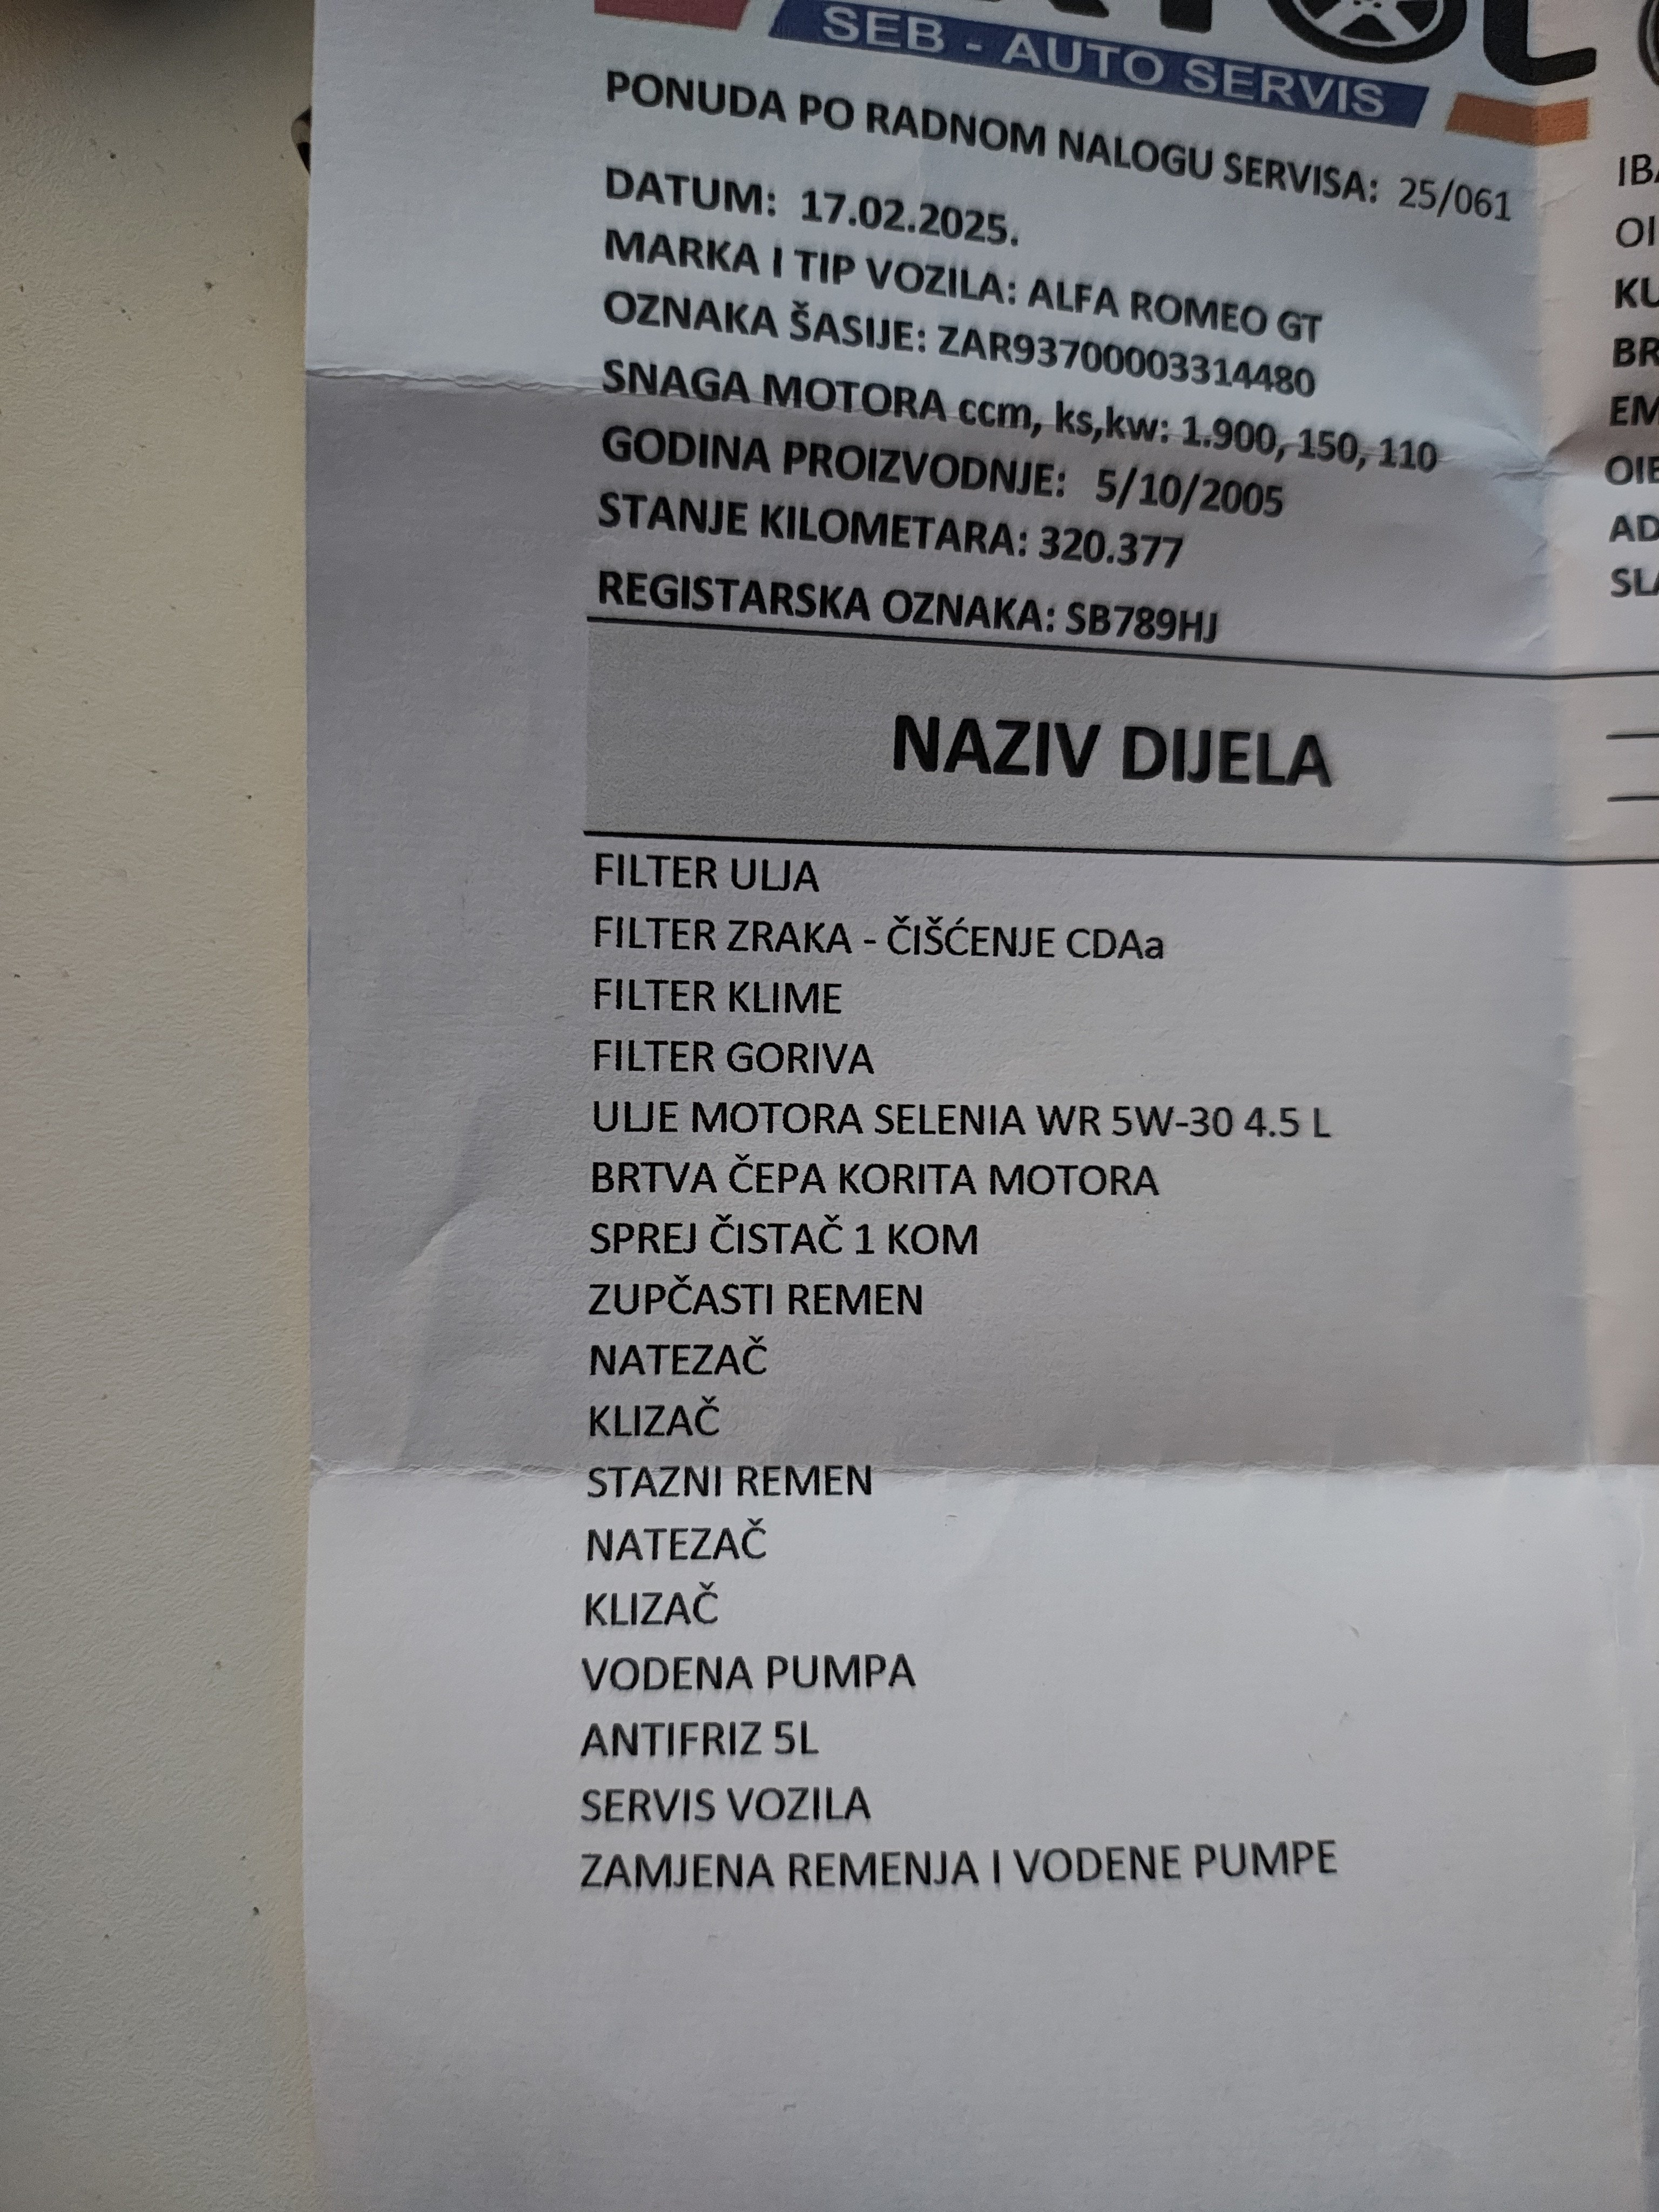 SEB - AUTO SERVIS
PONUDA PO RADNOM NALOGU SERVISA: 25/061
DATUM: 17.02.2025.
MARKA I TIP VOZILA: ALFA ROMEO GT
OZNAKA ŠASIJE: ZAR93700003314480
SNAGA MOTORA ccm, ks,kw: 1.900, 150, 110
GODINA PROIZVODNJE: 5/10/2005
STANJE KILOMETARA: 320.377
REGISTARSKA OZNAKA: SB789HJ
NAZIV DIJELA
FILTER ULJA
FILTER ZRAKA - ČIŠĆENJE CDAa
FILTER KLIME
FILTER GORIVA
ULJE MOTORA SELENIA WR 5W-30 4.5 L
BRTVA ČEPA KORITA MOTORA
SPREJ ČISTAČ 1 KOM
ZUPČASTI REMEN
NATEZAČ
KLIZAČ
STAZNI REMEN
NATEZAČ
KLIZAČ
VODENA PUMPA
ANTIFRIZ 5L
SERVIS VOZILA
ZAMJENA REMENJA I VODENE PUMPE